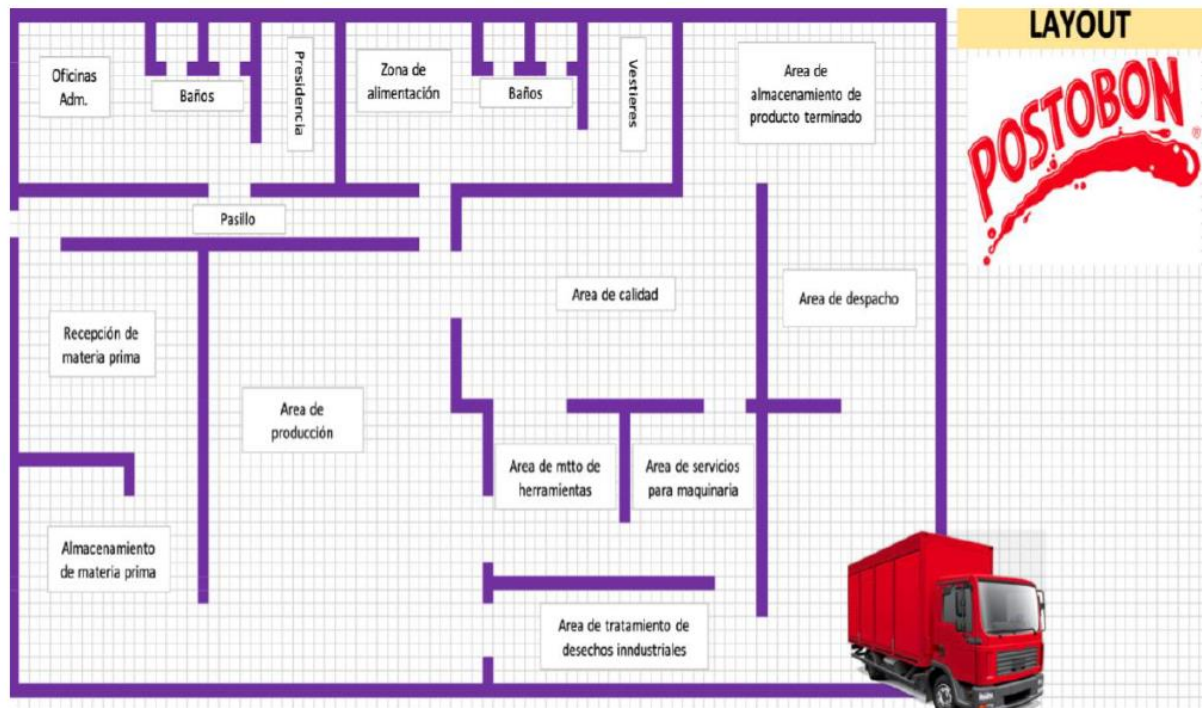 LAYOUT
POSTOBON
®
Oficinas
Adm.
Baños
Presidencia
Zona de
alimentación
Baños
Vestieres
Area de
almacenamiento de
producto terminado
Pasillo
Area de calidad
Area de despacho
Recepción de
materia prima
Area de
producción
Area de mtto de
herramientas
Area de servicios
para maquinaria
Almacenamiento
de materia prima
Area de tratamiento de
desechos inndustriales